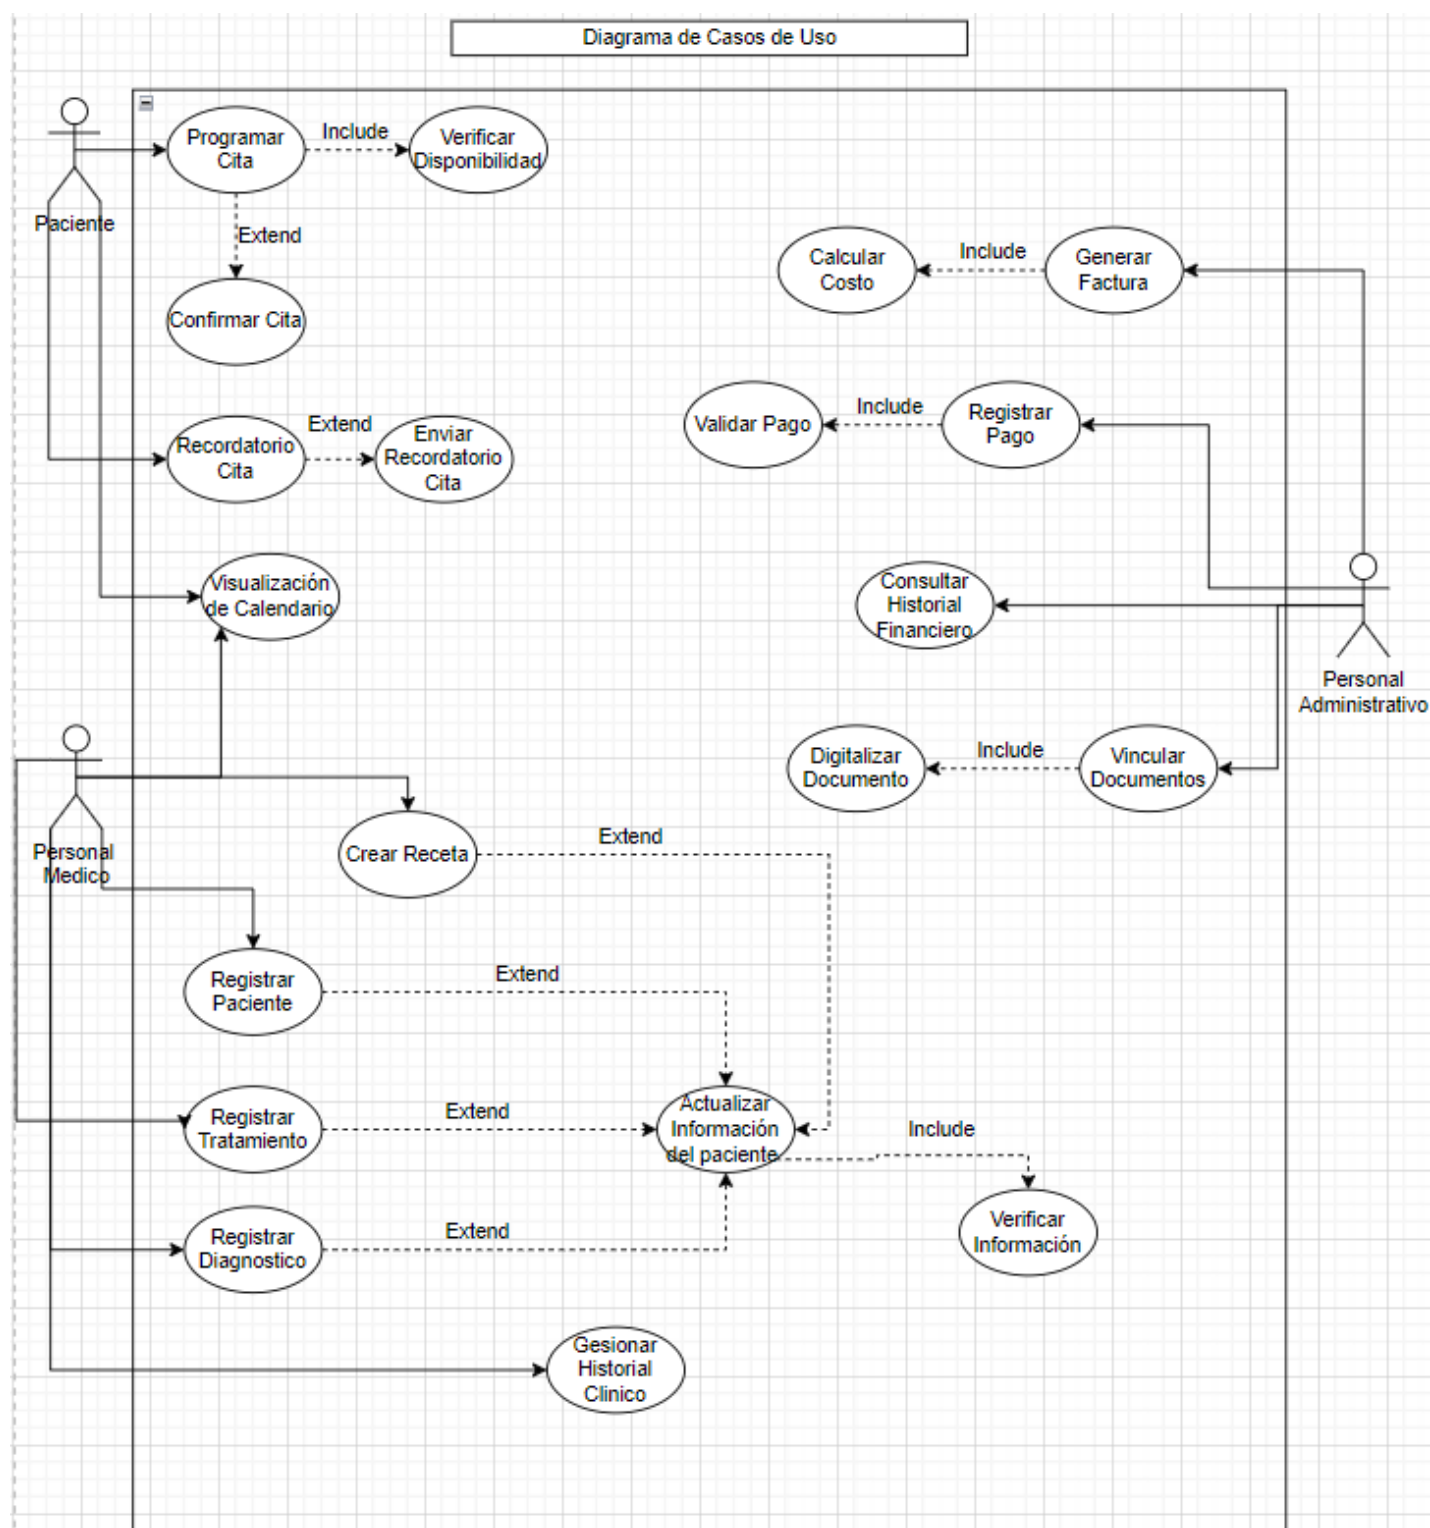 Diagrama de Casos de Uso
Programar
Cita
Include
Verificar
Disponibilidad
Paciente
Extend
Confirmar Cita
Calcular
Costo
Include
Generar
Factura
Validar Pago
Include
Registrar
Pago
Recordatorio
Cita
Extend
Enviar
Recordatorio
Cita
Visualización
de Calendario
Consultar
Historial
Financiero
Personal
Administrativo
Digitalizar
Documento
Include
Vincular
Documentos
Personal
Medico
Crear Receta
Extend
Registrar
Paciente
Extend
Registrar
Tratamiento
Extend
Actualizar
Información
del paciente
Include
Registrar
Diagnostico
Extend
Verificar
Información
Gesionar
Historial
Clinico